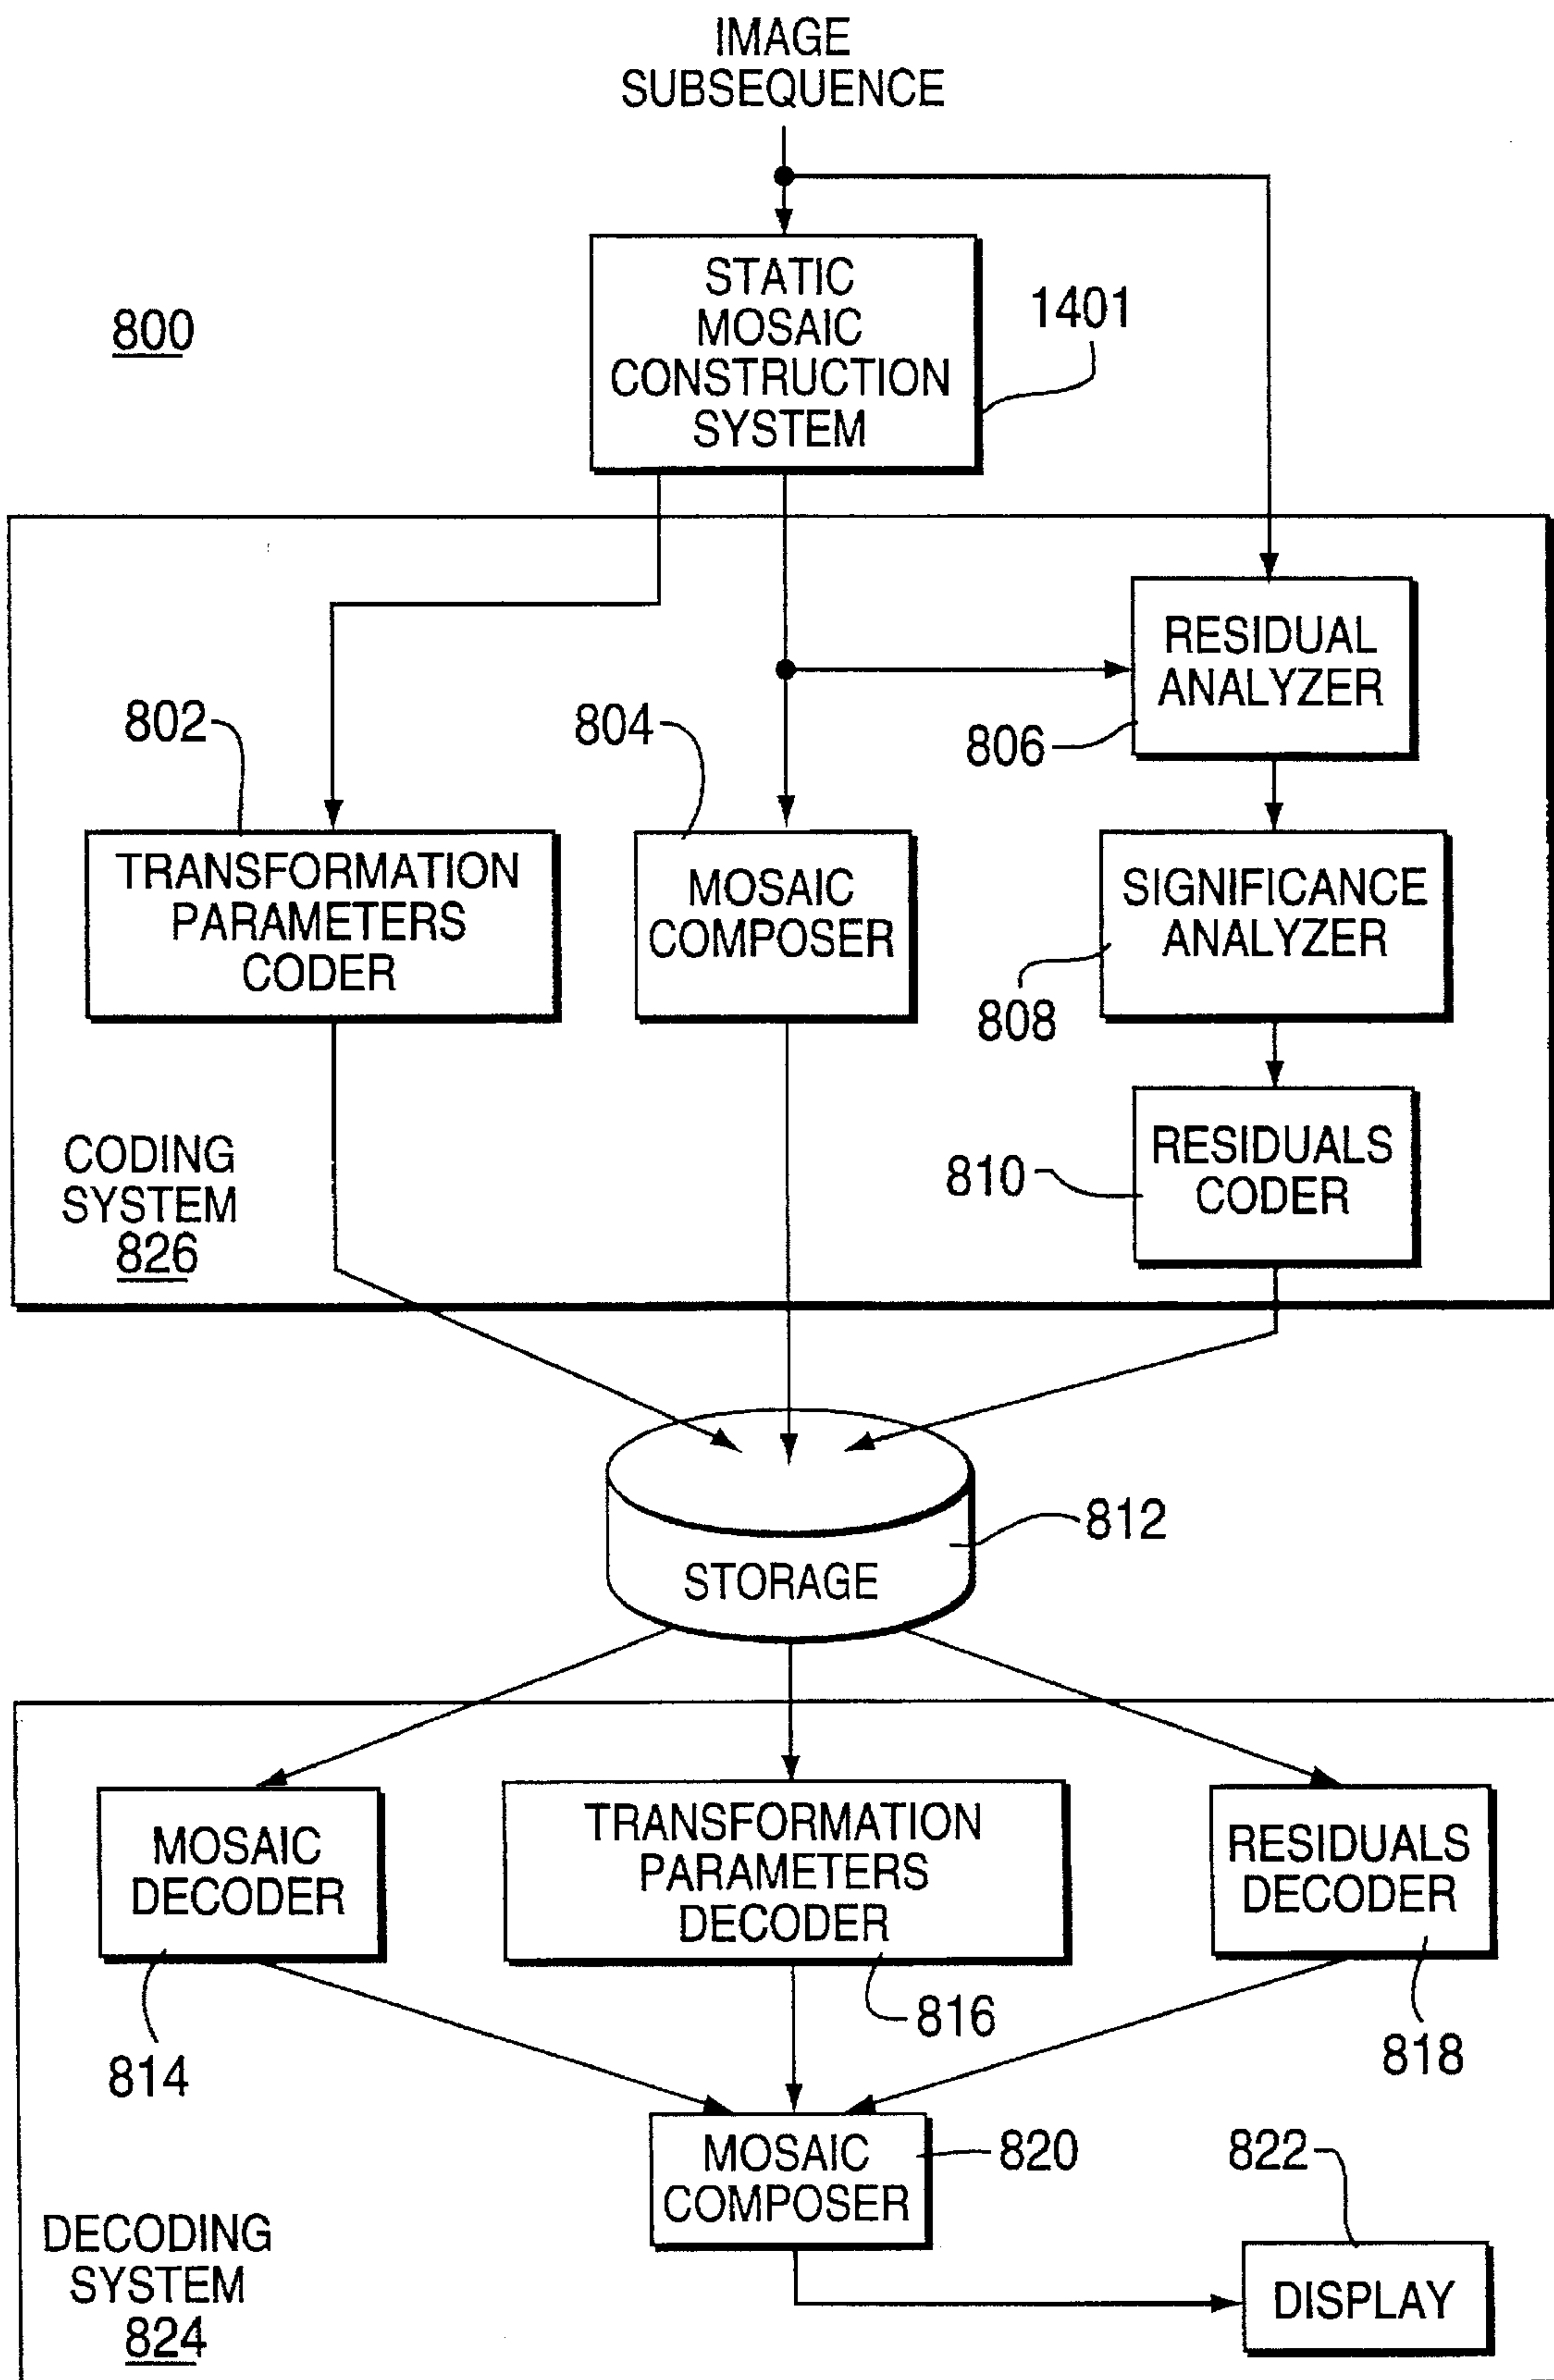 IMAGE
SUBSEQUENCE
800
STATIC
MOSAIC
CONSTRUCTION
SYSTEM
1401
RESIDUAL
ANALYZER
806
802
804
TRANSFORMATION
PARAMETERS
CODER
MOSAIC
COMPOSER
SIGNIFICANCE
ANALYZER
808
RESIDUALS
CODER
810
CODING
SYSTEM
826
STORAGE
812
MOSAIC
DECODER
814
TRANSFORMATION
PARAMETERS
DECODER
816
RESIDUALS
DECODER
818
MOSAIC
COMPOSER
820
822
DISPLAY
DECODING
SYSTEM
824